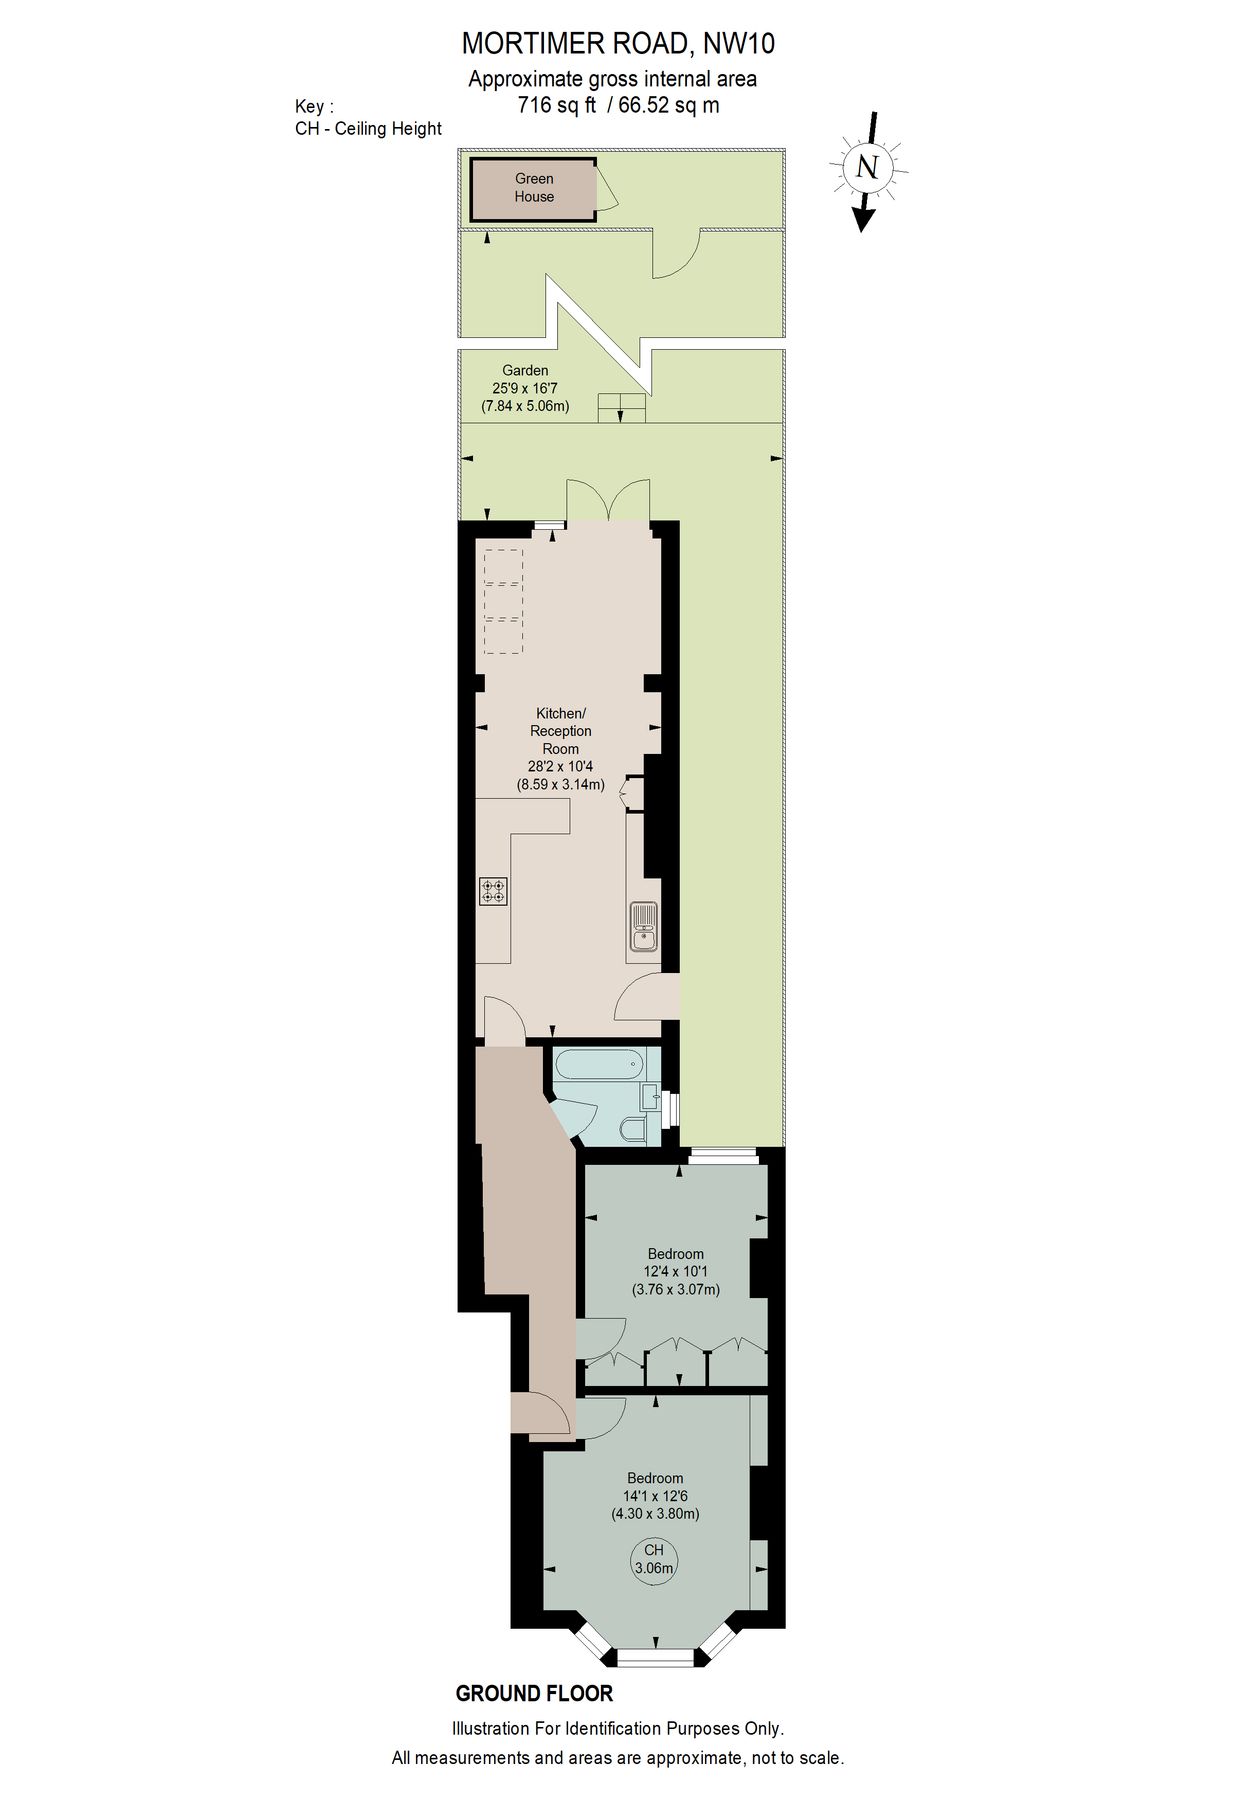 MORTIMER ROAD, NW10
Approximate gross internal area
716 sq ft / 66.52 sq m
Key :
CH - Ceiling Height
N
Green
House
Garden
25'9 x 16'7
(7.84 x 5.06m)
Kitchen/
Reception
Room
28'2 x 10'4
(8.59 x 3.14m)
Bedroom
12'4 x 10'1
(3.76 x 3.07m)
Bedroom
14'1 x 12'6
(4.30 x 3.80m)
CH
3.06m
GROUND FLOOR
Illustration For Identification Purposes Only.
All measurements and areas are approximate, not to scale.